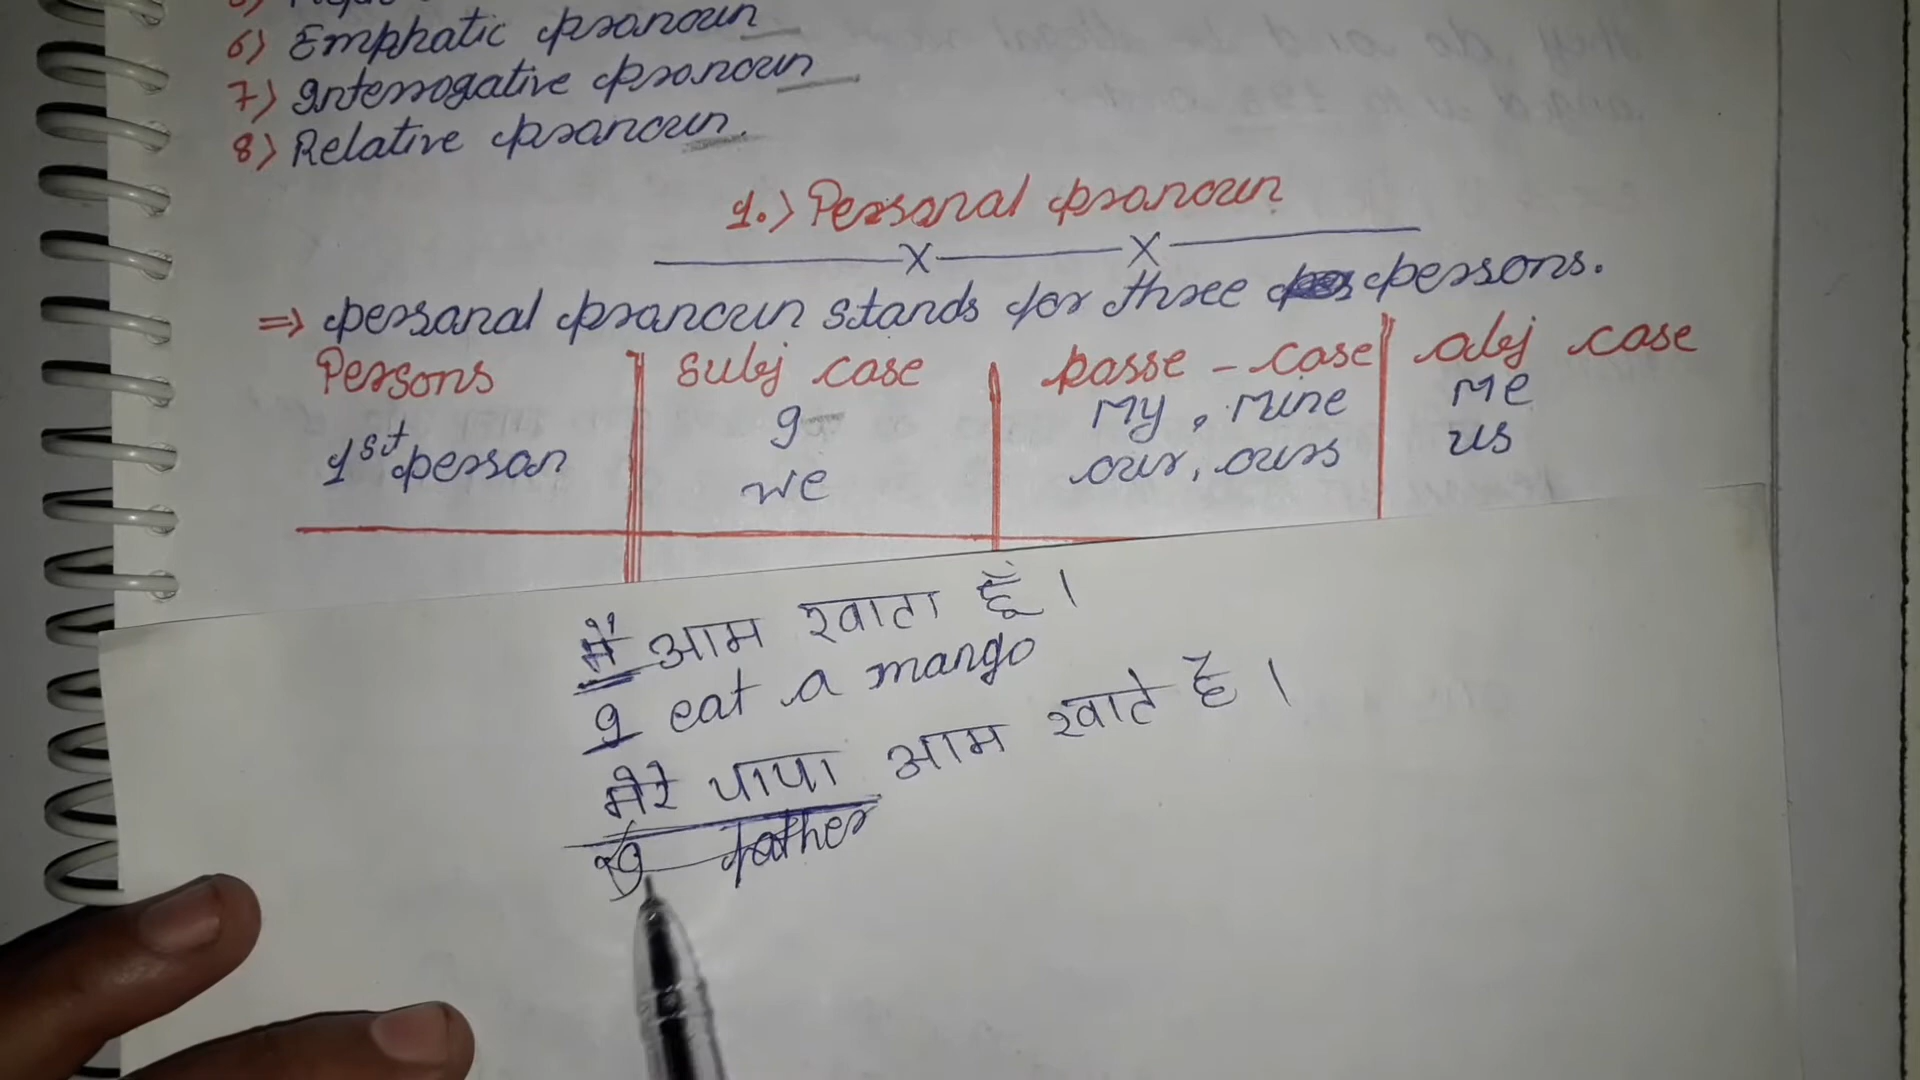 6) Emphatic pronoun
7) Interrogative pronoun
8) Relative pronoun.
1.) Personal pronoun
X X
⇒ personal pronoun stands for three persons.
Persons subj case posse - case obj case
I my, mine me
1st person we our, ours us
मैं आम खाता हूँ।
I eat a mango
मेरे पापा आम खाते हैं।
I father